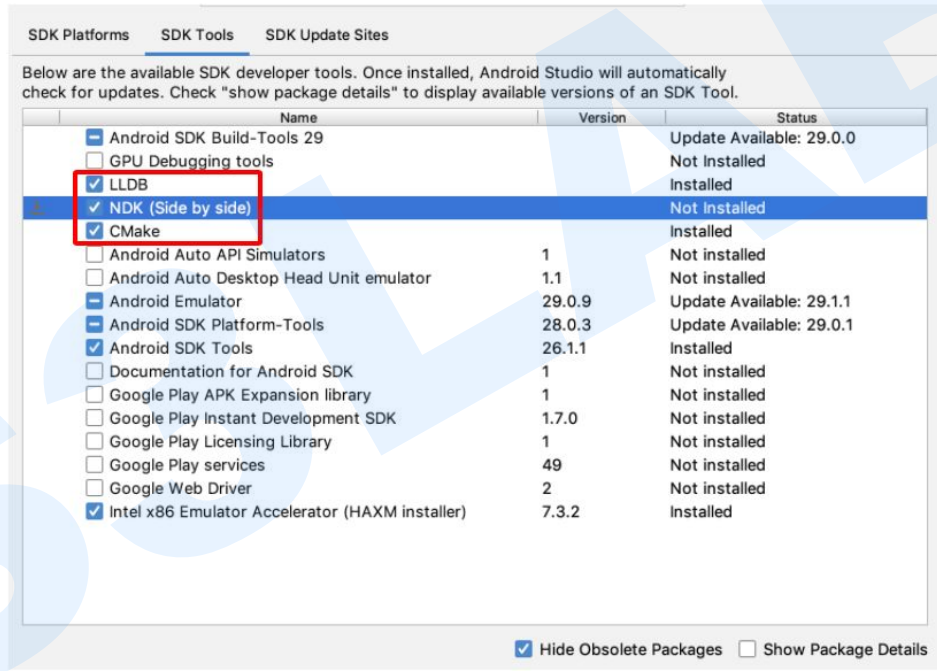 SDK Platforms SDK Tools SDK Update Sites
Below are the available SDK developer tools. Once installed, Android Studio will automatically
check for updates. Check "show package details" to display available versions of an SDK Tool.
Name Version Status
Android SDK Build-Tools 29 Update Available: 29.0.0
GPU Debugging tools Not Installed
LLDB Installed
NDK (Side by side) Not Installed
CMake Installed
Android Auto API Simulators 1 Not installed
Android Auto Desktop Head Unit emulator 1.1 Not installed
Android Emulator 29.0.9 Update Available: 29.1.1
Android SDK Platform-Tools 28.0.3 Update Available: 29.0.1
Android SDK Tools 26.1.1 Installed
Documentation for Android SDK 1 Not installed
Google Play APK Expansion library 1 Not installed
Google Play Instant Development SDK 1.7.0 Not installed
Google Play Licensing Library 1 Not installed
Google Play services 49 Not installed
Google Web Driver 2 Not installed
Intel x86 Emulator Accelerator (HAXM installer) 7.3.2 Installed
Hide Obsolete Packages Show Package Details